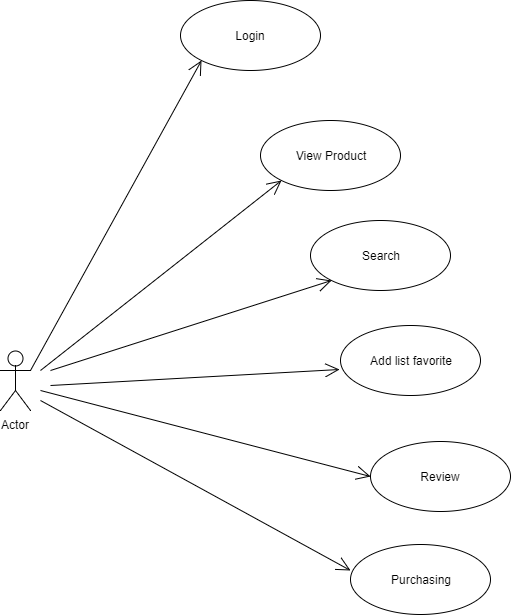 Login
View Product
Search
Add list favorite
Actor
Review
Purchasing